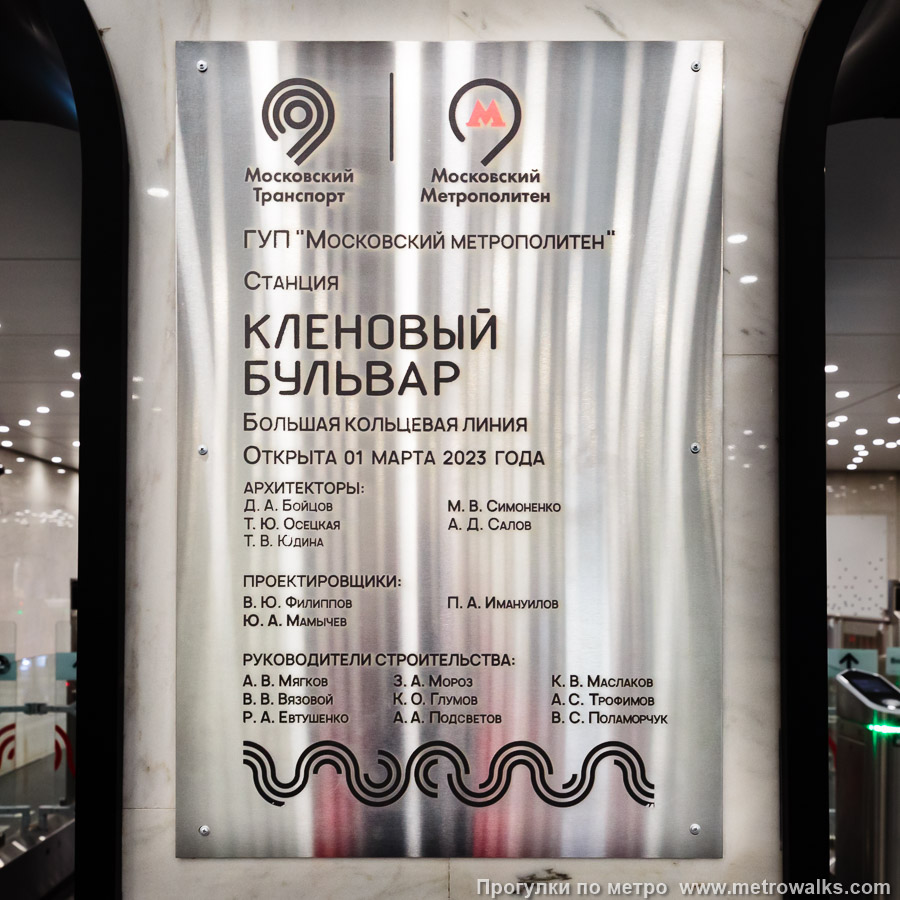 Московский
Транспорт
М
Московский
Метрополитен
ГУП "Московский метрополитен"
Станция
КЛЕНОВЫЙ
БУЛЬВАР
Большая кольцевая линия
Открыта 01 марта 2023 года
АРХИТЕКТОРЫ:
Д. А. Бойцов
Т. Ю. Осецкая
Т. В. Юдина
М. В. Симоненко
А. Д. Салов
ПРОЕКТИРОВЩИКИ:
В. Ю. Филиппов
Ю. А. Мамычев
П. А. Имануилов
РУКОВОДИТЕЛИ СТРОИТЕЛЬСТВА:
А. В. Мягков
В. В. Вязовой
Р. А. Евтушенко
З. А. Мороз
К. О. Глумов
А. А. Подсветов
К. В. Маслаков
А. С. Трофимов
В. С. Поламорчук
Прогулки по метро www.metrowalks.com